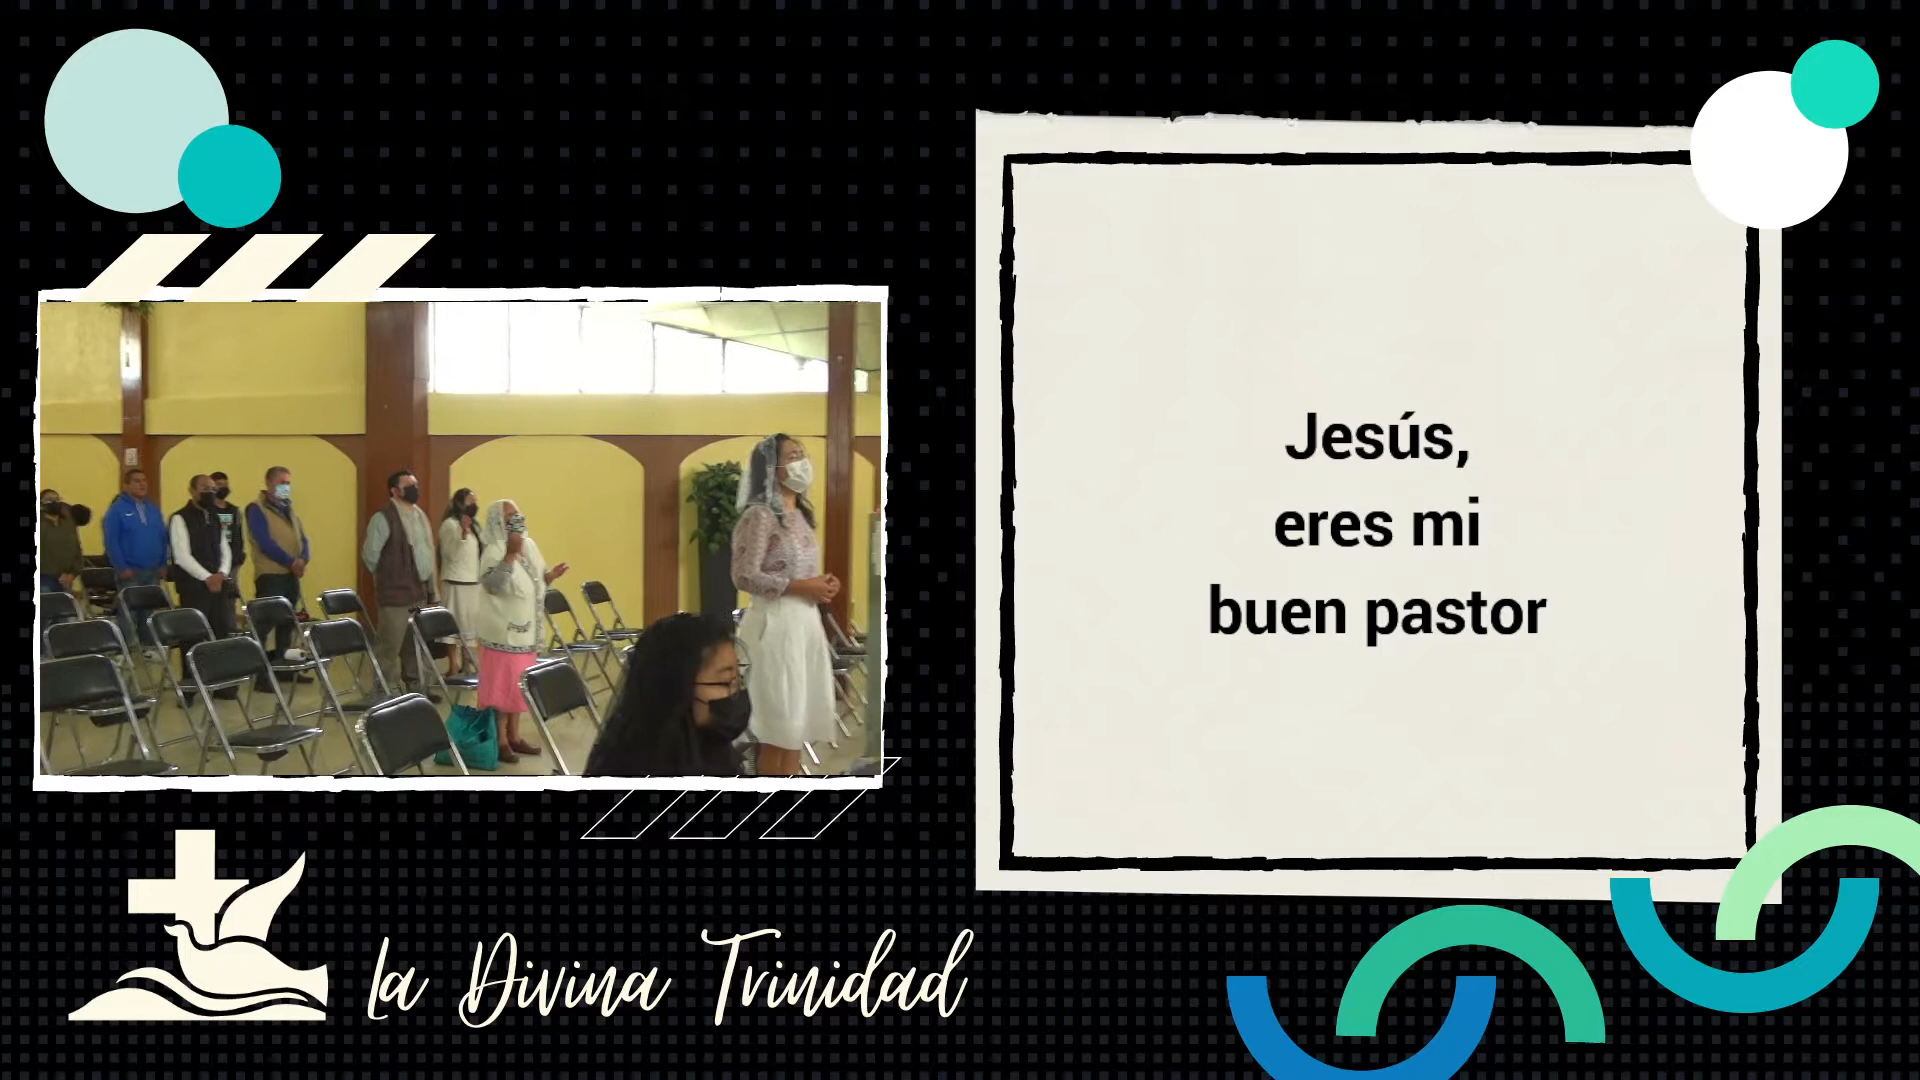 Jesús,
eres mi
buen pastor
la Divina Trinidad